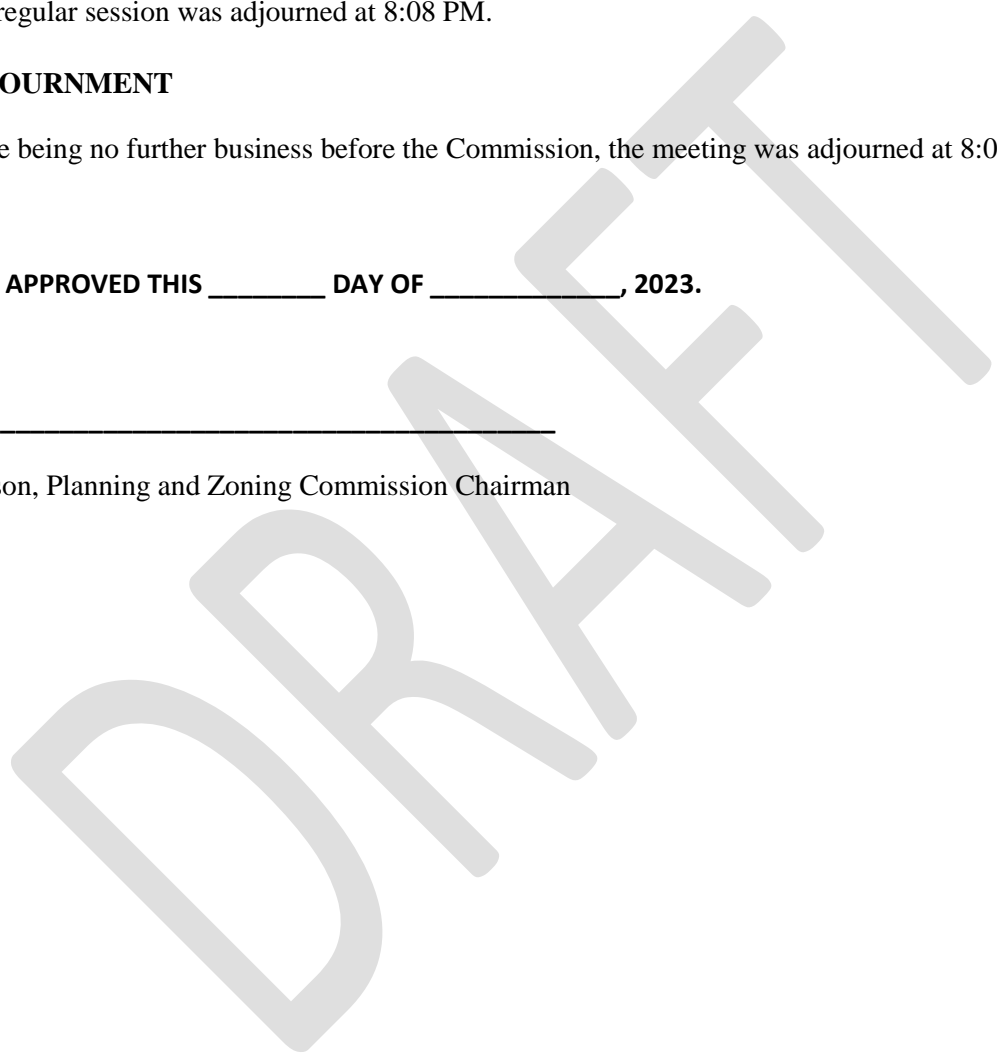 regular session was adjourned at 8:08 PM.
OURNMENT
e being no further business before the Commission, the meeting was adjourned at 8:0
APPROVED THIS ________ DAY OF _____________, 2023.
______________________________________
son, Planning and Zoning Commission Chairman
DRAFT